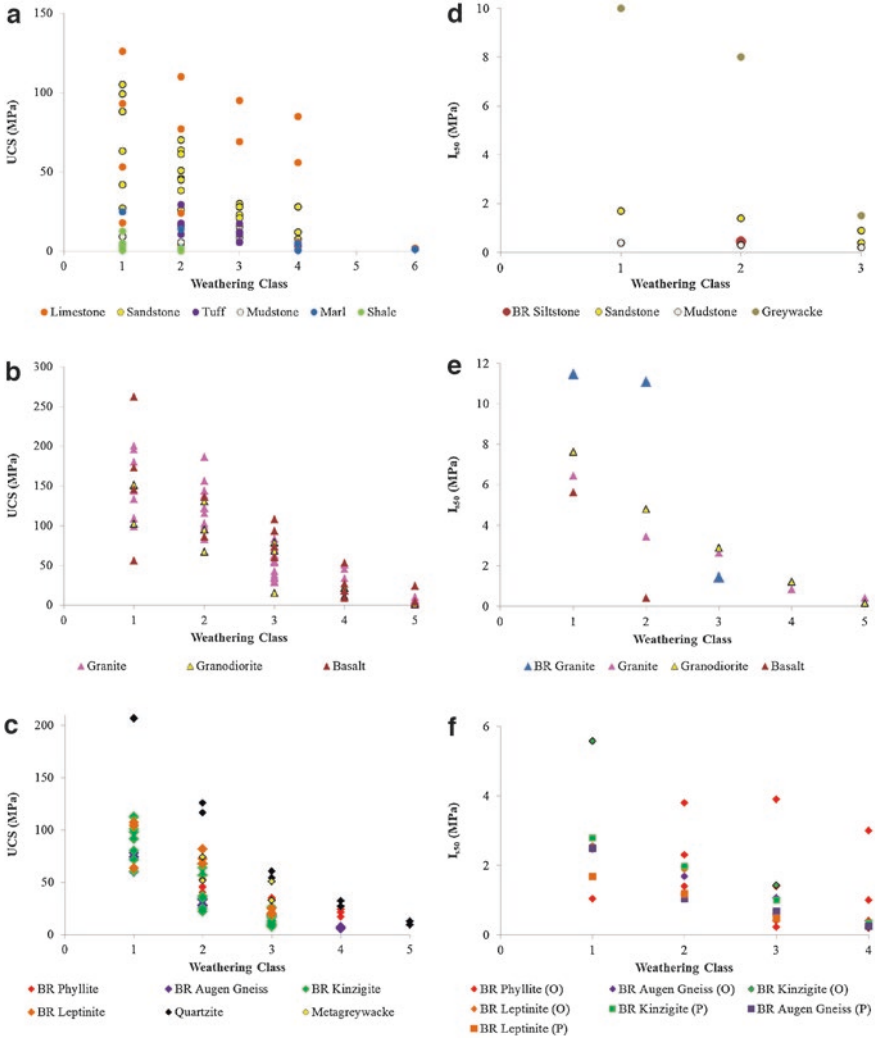 a
UCS (MPa)
150
100
50
0
0 1 2 3 4 5 6
Weathering Class
Limestone Sandstone Tuff Mudstone Marl Shale
d
Is50 (MPa)
10
8
6
4
2
0
0 1 2 3
Weathering Class
BR Siltstone Sandstone Mudstone Greywacke
b
UCS (MPa)
300
250
200
150
100
50
0
0 1 2 3 4 5
Weathering Class
Granite Granodiorite Basalt
e
Is50 (MPa)
12
10
8
6
4
2
0
0 1 2 3 4 5
Weathering Class
BR Granite Granite Granodiorite Basalt
c
UCS (MPa)
200
150
100
50
0
0 1 2 3 4 5
Weathering Class
BR Phyllite BR Augen Gneiss BR Kinzigite
BR Leptinite Quartzite Metagreywacke
f
Is50 (MPa)
6
4
2
0
0 1 2 3 4
Weathering Class
BR Phyllite (O) BR Augen Gneiss (O) BR Kinzigite (O)
BR Leptinite (O) BR Kinzigite (P) BR Augen Gneiss (P)
BR Leptinite (P)